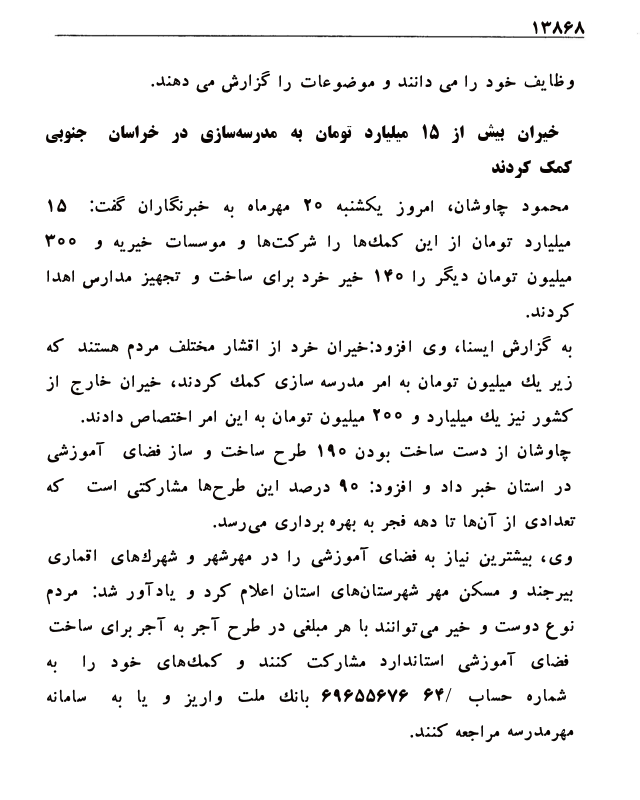 ۱۳۸۶۸
وظایف خود را می دانند و موضوعات را گزارش می دهند.
خیران بیش از ۱۵ میلیارد تومان به مدرسه‌سازی در خراسان جنوبی
کمک کردند
محمود چاوشان، امروز یکشنبه ۲۰ مهرماه به خبرنگاران گفت: ۱۵
میلیارد تومان از این کمک‌ها را شرکت‌ها و موسسات خیریه و ۳۰۰
میلیون تومان دیگر را ۱۴۰ خیر خرد برای ساخت و تجهیز مدارس اهدا
کردند.
به گزارش ایسنا، وی افزود:خیران خرد از اقشار مختلف مردم هستند که
زیر یک میلیون تومان به امر مدرسه سازی کمک کردند، خیران خارج از
کشور نیز یک میلیارد و ۲۰۰ میلیون تومان به این امر اختصاص دادند.
چاوشان از دست ساخت بودن ۱۹۰ طرح ساخت و ساز فضای آموزشی
در استان خبر داد و افزود: ۹۰ درصد این طرح‌ها مشارکتی است که
تعدادی از آن‌ها تا دهه فجر به بهره برداری می‌رسد.
وی، بیشترین نیاز به فضای آموزشی را در مهرشهر و شهرک‌های اقماری
بیرجند و مسکن مهر شهرستان‌های استان اعلام کرد و یادآور شد: مردم
نوع دوست و خیر می‌توانند با هر مبلغی در طرح آجر به آجر برای ساخت
فضای آموزشی استاندارد مشارکت کنند و کمک‌های خود را به
شماره حساب /۶۴ ۶۹۶۵۵۶۷۶ بانک ملت واریز و یا به سامانه
مهرمدرسه مراجعه کنند.